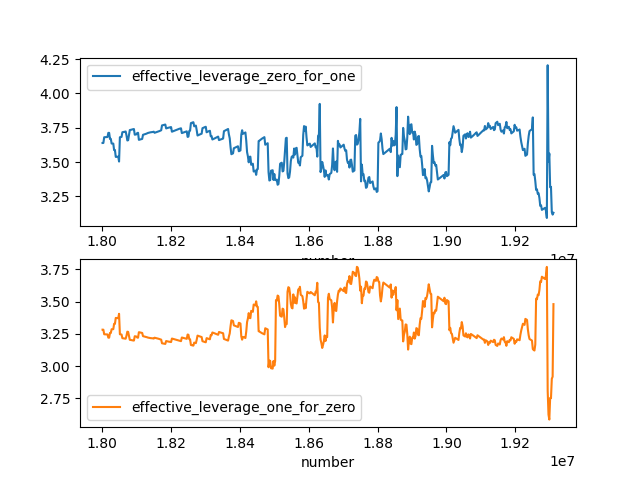 4.25
4.00
3.75
3.50
3.25
effective_leverage_zero_for_one
1.80 1.82 1.84 1.86 1.88 1.90 1.92
number
1e7
3.75
3.50
3.25
3.00
2.75
effective_leverage_one_for_zero
1.80 1.82 1.84 1.86 1.88 1.90 1.92
number
1e7